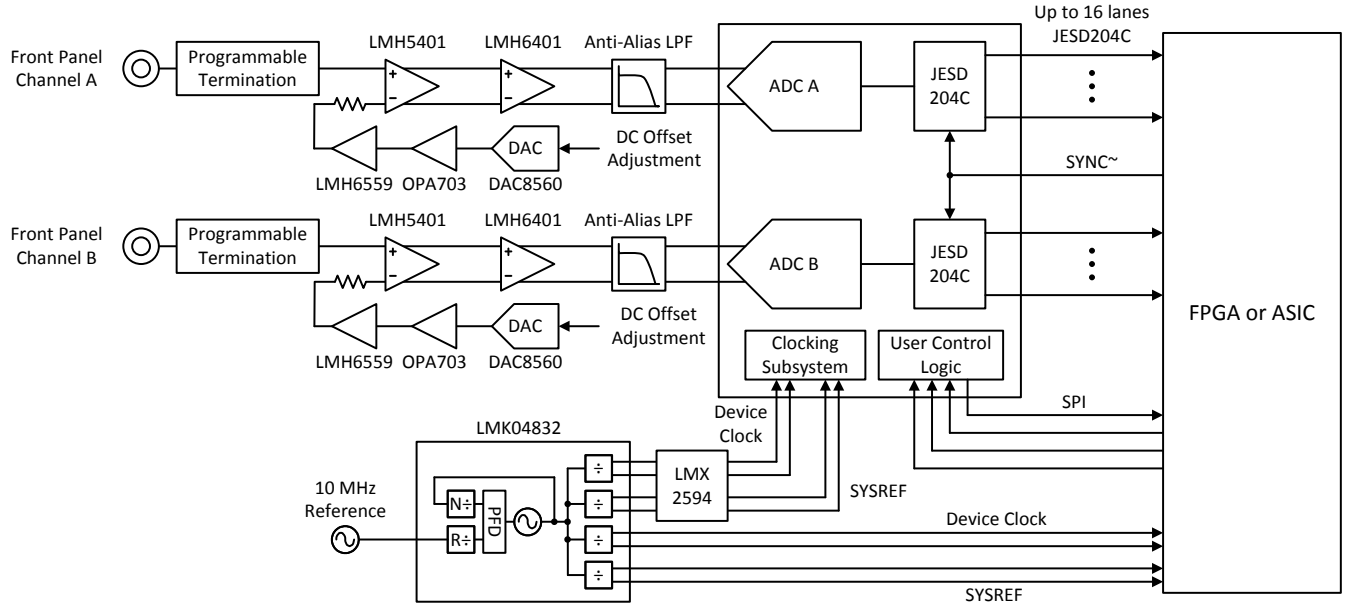 Up to 16 lanes
JESD204C
Front Panel
Channel A
Programmable
Termination
LMH5401
LMH6401
Anti-Alias LPF
+
−
+
−
ADC A
JESD
204C
DAC
DC Offset
Adjustment
LMH6559
OPA703
DAC8560
SYNC~
Front Panel
Channel B
Programmable
Termination
LMH5401
LMH6401
Anti-Alias LPF
+
−
+
−
ADC B
JESD
204C
FPGA or ASIC
DAC
DC Offset
Adjustment
LMH6559
OPA703
DAC8560
Clocking
Subsystem
User Control
Logic
SPI
Device
Clock
LMK04832
÷
LMX
2594
SYSREF
10 MHz
Reference
N÷
R÷
PFD
÷
÷
÷
Device Clock
SYSREF